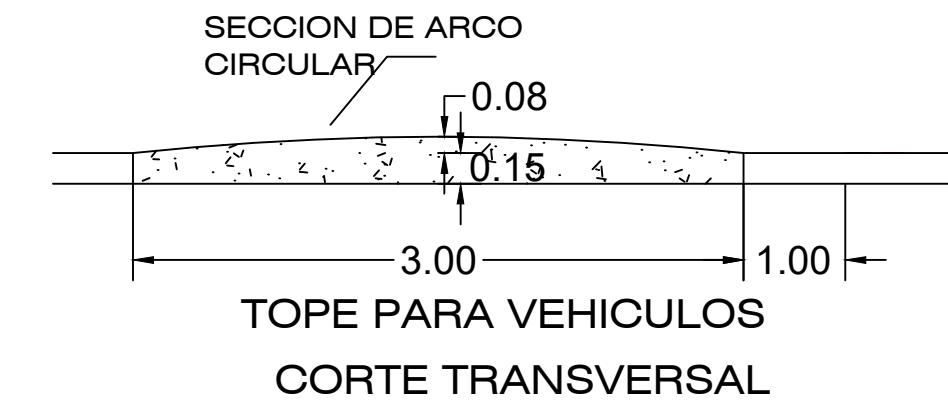 SECCION DE ARCO
CIRCULAR
0.08
0.15
3.00
1.00
TOPE PARA VEHICULOS
CORTE TRANSVERSAL